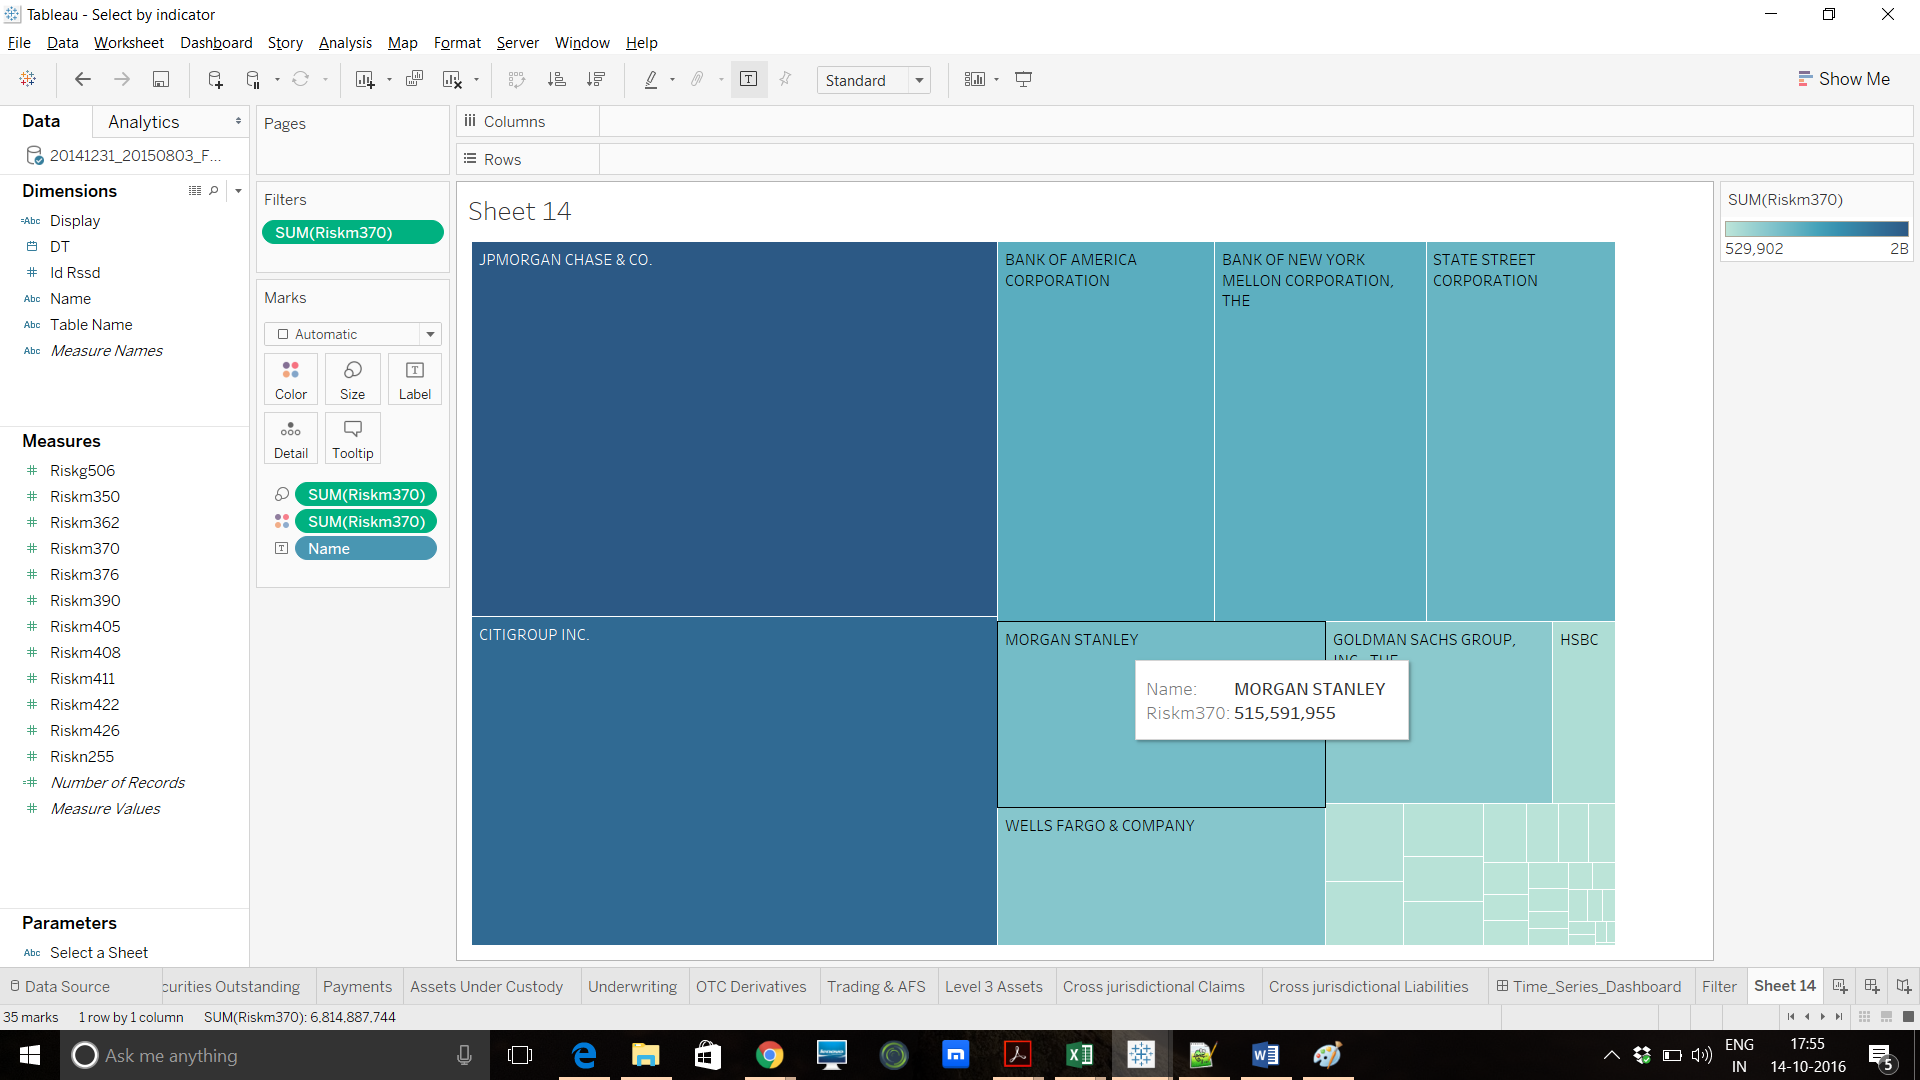 Tableau - Select by indicator
File Data Worksheet Dashboard Story Analysis Map Format Server Window Help
Standard
Show Me
Data Analytics
20141231_20150803_F...
Dimensions
Abc Display
DT
Id Rssd
Abc Name
Abc Table Name
Abc Measure Names
Measures
Riskg506
Riskm350
Riskm362
Riskm370
Riskm376
Riskm390
Riskm405
Riskm408
Riskm411
Riskm422
Riskm426
Riskn255
Number of Records
Measure Values
Parameters
Abc Select a Sheet
Pages
Filters
SUM(Riskm370)
Marks
Automatic
Color Size Label
Detail Tooltip
SUM(Riskm370)
SUM(Riskm370)
Name
Columns
Rows
Sheet 14
JPMORGAN CHASE & CO.
BANK OF AMERICA
CORPORATION
BANK OF NEW YORK
MELLON CORPORATION,
THE
STATE STREET
CORPORATION
CITIGROUP INC.
MORGAN STANLEY
GOLDMAN SACHS GROUP,
INC., THE
HSBC
Name: MORGAN STANLEY
Riskm370: 515,591,955
WELLS FARGO & COMPANY
SUM(Riskm370)
529,902 2B
Data Source curities Outstanding Payments Assets Under Custody Underwriting OTC Derivatives Trading & AFS Level 3 Assets Cross jurisdictional Claims Cross jurisdictional Liabilities Time_Series_Dashboard Filter Sheet 14
35 marks 1 row by 1 column SUM(Riskm370): 6,814,887,744
Ask me anything
ENG
IN
17:55
14-10-2016
5